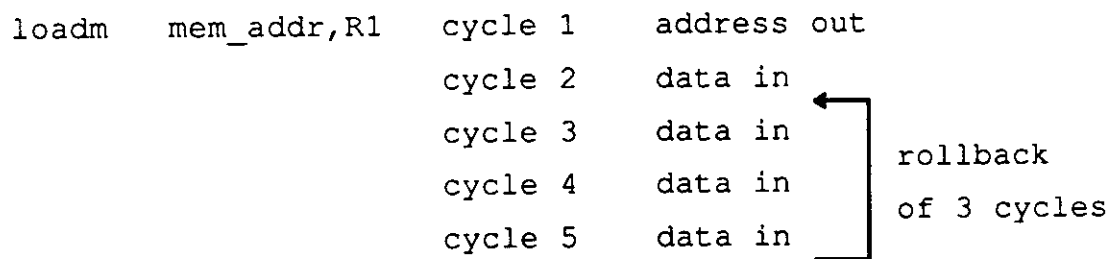 loadm mem_addr,R1 cycle 1 address out
cycle 2 data in
cycle 3 data in
rollback
cycle 4 data in
of 3 cycles
cycle 5 data in